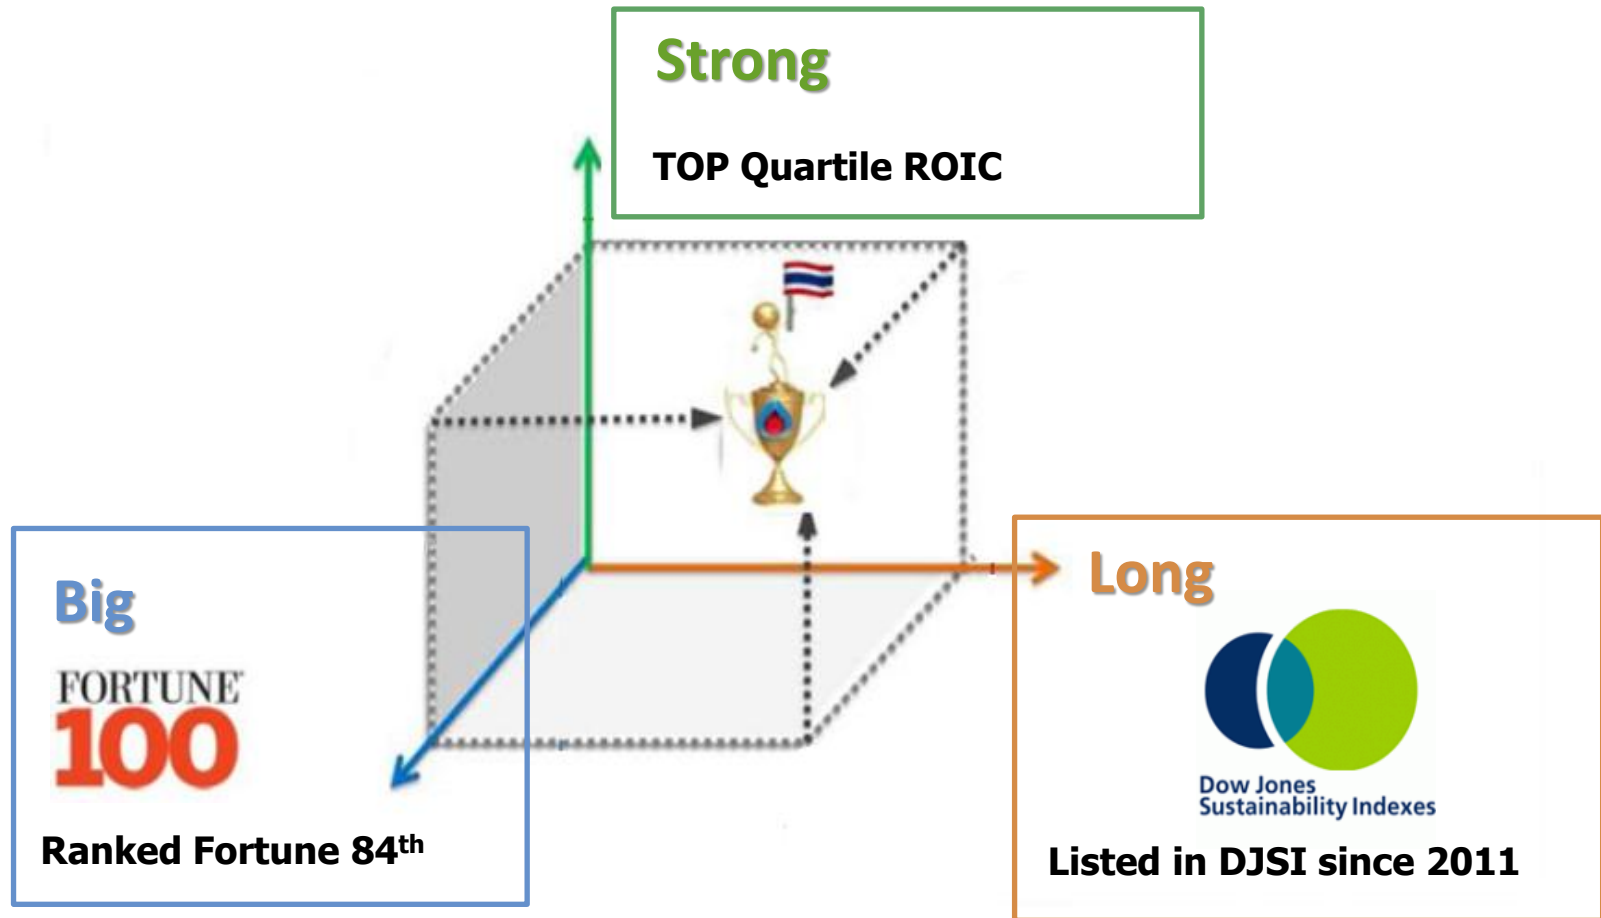 Strong
TOP Quartile ROIC
Big
FORTUNE
100
Ranked Fortune 84th
Long
Dow Jones
Sustainability Indexes
Listed in DJSI since 2011